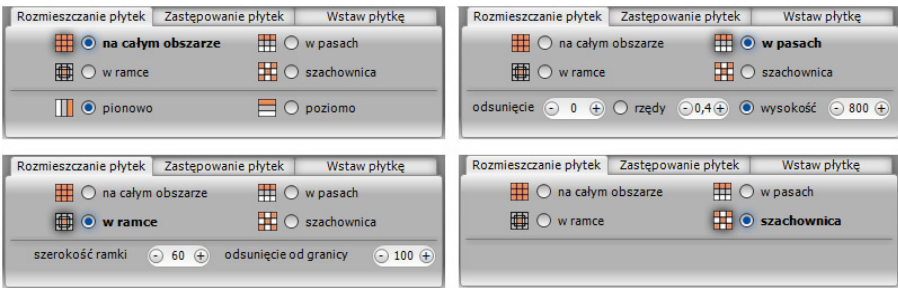 Rozmieszczanie płytek Zastępowanie płytek Wstaw płytkę
na całym obszarze w pasach
w ramce szachownica
pionowo poziomo
Rozmieszczanie płytek Zastępowanie płytek Wstaw płytkę
na całym obszarze w pasach
w ramce szachownica
odsunięcie - 0 + rzędy -0,4+ wysokość - 800 +
Rozmieszczanie płytek Zastępowanie płytek Wstaw płytkę
na całym obszarze w pasach
w ramce szachownica
szerokość ramki - 60 + odsunięcie od granicy - 100 +
Rozmieszczanie płytek Zastępowanie płytek Wstaw płytkę
na całym obszarze w pasach
w ramce szachownica